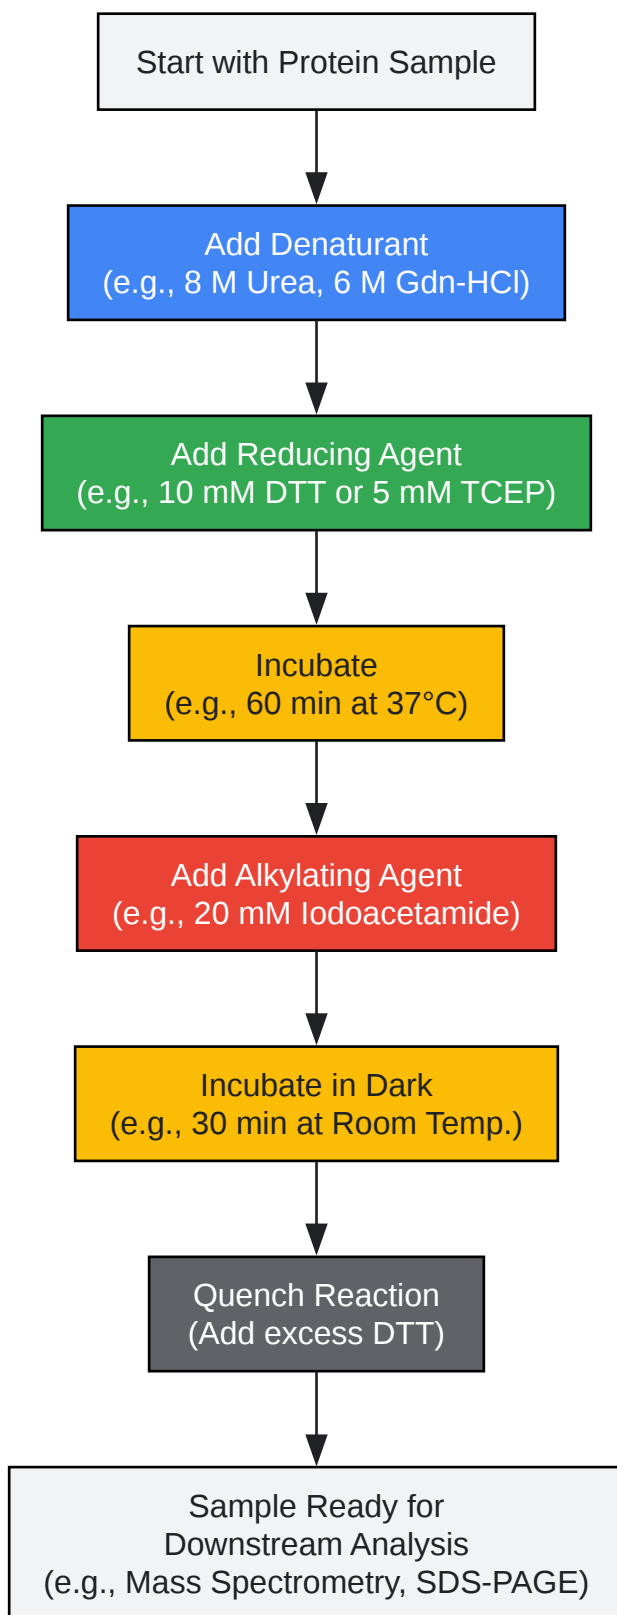 Start with Protein Sample
Add Denaturant
(e.g., 8 M Urea, 6 M Gdn-HCl)
Add Reducing Agent
(e.g., 10 mM DTT or 5 mM TCEP)
Incubate
(e.g., 60 min at 37°C)
Add Alkylating Agent
(e.g., 20 mM Iodoacetamide)
Incubate in Dark
(e.g., 30 min at Room Temp.)
Quench Reaction
(Add excess DTT)
Sample Ready for
Downstream Analysis
(e.g., Mass Spectrometry, SDS-PAGE)